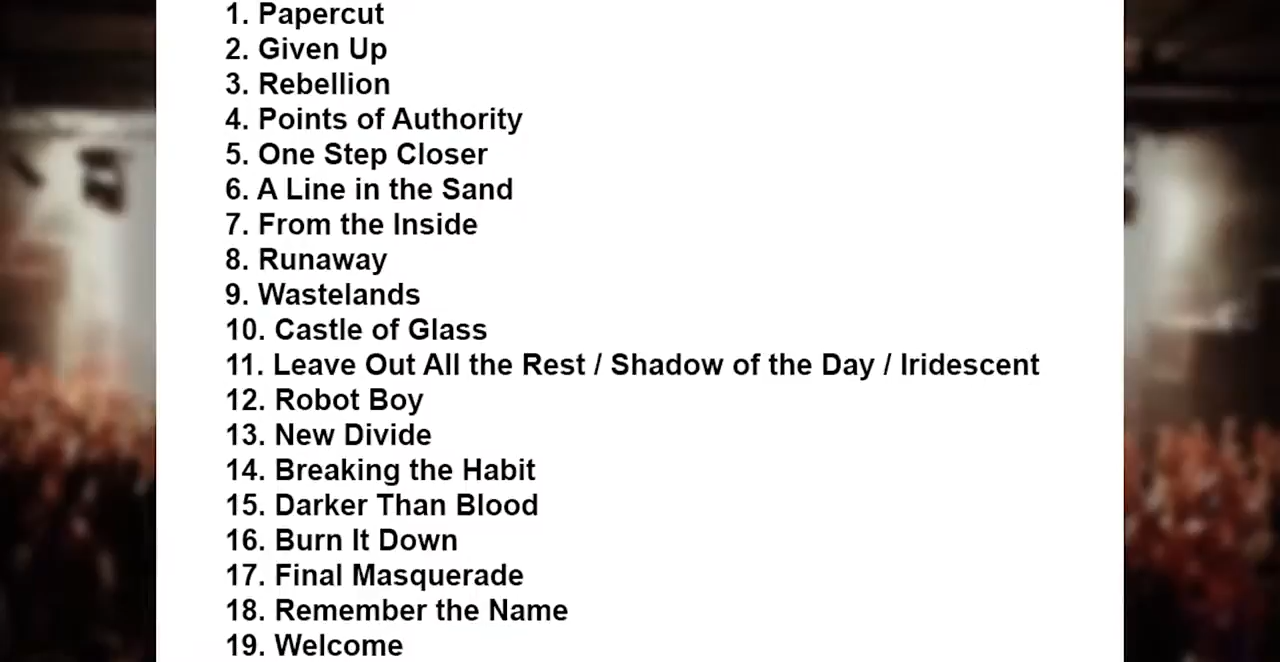 1. Papercut
2. Given Up
3. Rebellion
4. Points of Authority
5. One Step Closer
6. A Line in the Sand
7. From the Inside
8. Runaway
9. Wastelands
10. Castle of Glass
11. Leave Out All the Rest / Shadow of the Day / Iridescent
12. Robot Boy
13. New Divide
14. Breaking the Habit
15. Darker Than Blood
16. Burn It Down
17. Final Masquerade
18. Remember the Name
19. Welcome